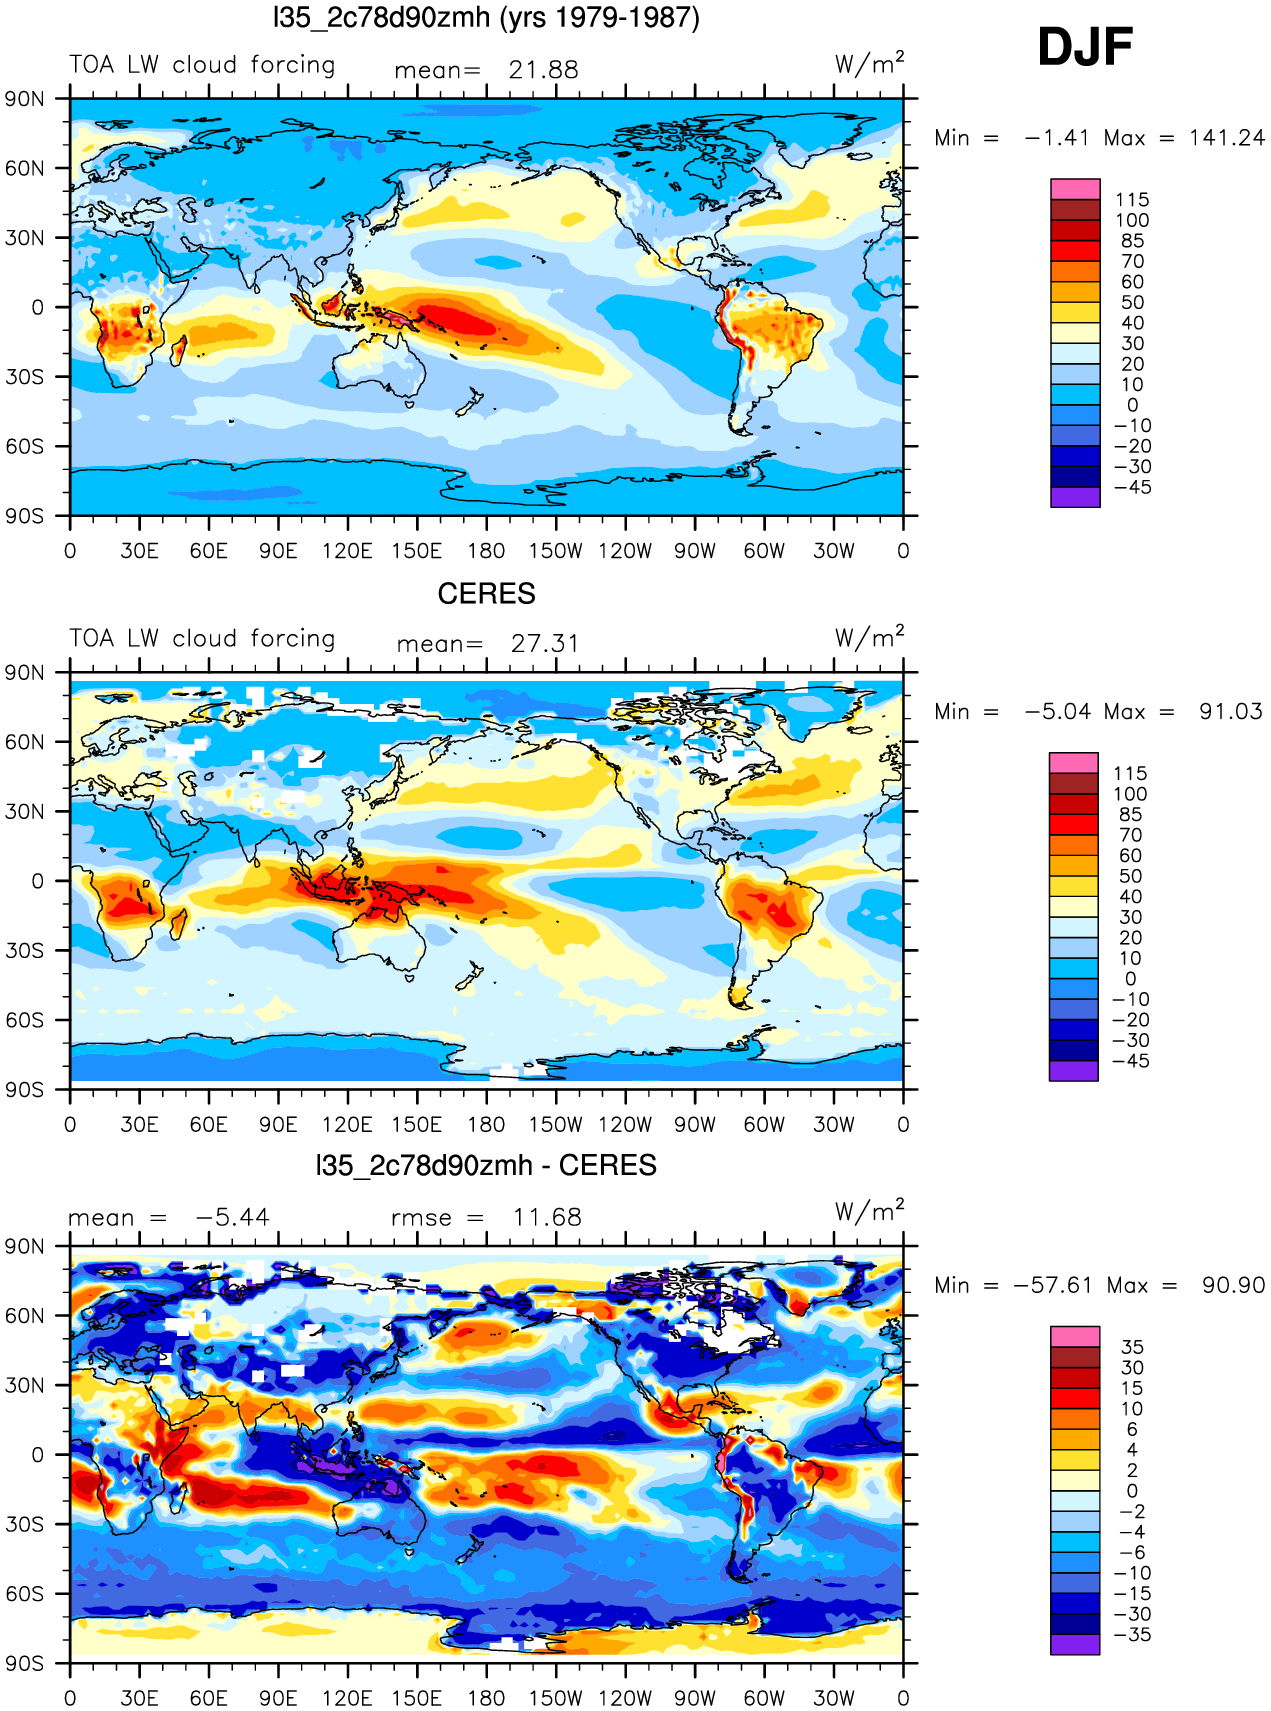 l35_2c78d90zmh (yrs 1979-1987)
DJF
TOA LW cloud forcing mean= 21.88 W/m²
Min = −1.41 Max = 141.24
90N
60N
30N
0
30S
60S
90S
0 30E 60E 90E 120E 150E 180 150W 120W 90W 60W 30W 0
115
100
85
70
60
50
40
30
20
10
0
−10
−20
−30
−45
CERES
TOA LW cloud forcing mean= 27.31 W/m²
Min = −5.04 Max = 91.03
90N
60N
30N
0
30S
60S
90S
0 30E 60E 90E 120E 150E 180 150W 120W 90W 60W 30W 0
115
100
85
70
60
50
40
30
20
10
0
−10
−20
−30
−45
l35_2c78d90zmh - CERES
mean = −5.44 rmse = 11.68 W/m²
Min = −57.61 Max = 90.90
90N
60N
30N
0
30S
60S
90S
0 30E 60E 90E 120E 150E 180 150W 120W 90W 60W 30W 0
35
30
15
10
6
4
2
0
−2
−4
−6
−10
−15
−30
−35